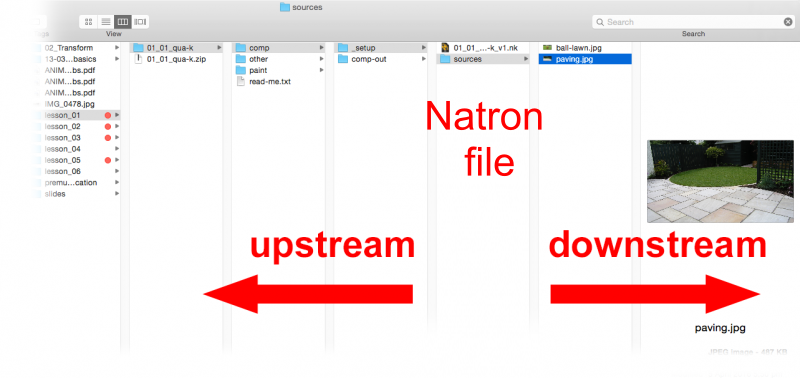 sources
Search
View
Search
02_Transform
13-03...basics
ANIM...bs.pdf
ANIM...bs.pdf
ANIM...bs.pdf
IMG_0478.jpg
lesson_01
lesson_02
lesson_03
lesson_04
lesson_05
lesson_06
premu...cation
slides
01_01_qua-k
01_01_qua-k.zip
comp
other
paint
read-me.txt
_setup
comp-out
01_01_...-k_v1.nk
sources
ball-lawn.jpg
paving.jpg
Natron
file
upstream
downstream
paving.jpg
JPEG image - 487 KB